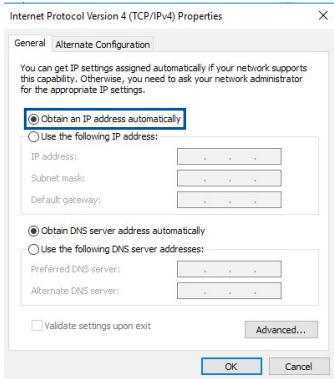 Internet Protocol Version 4 (TCP/IPv4) Properties
General
Alternate Configuration
You can get IP settings assigned automatically if your network supports
this capability. Otherwise, you need to ask your network administrator
for the appropriate IP settings.
Obtain an IP address automatically
Use the following IP address:
IP address:
Subnet mask:
Default gateway:
Obtain DNS server address automatically
Use the following DNS server addresses:
Preferred DNS server:
Alternate DNS server:
Validate settings upon exit
Advanced...
OK
Cancel